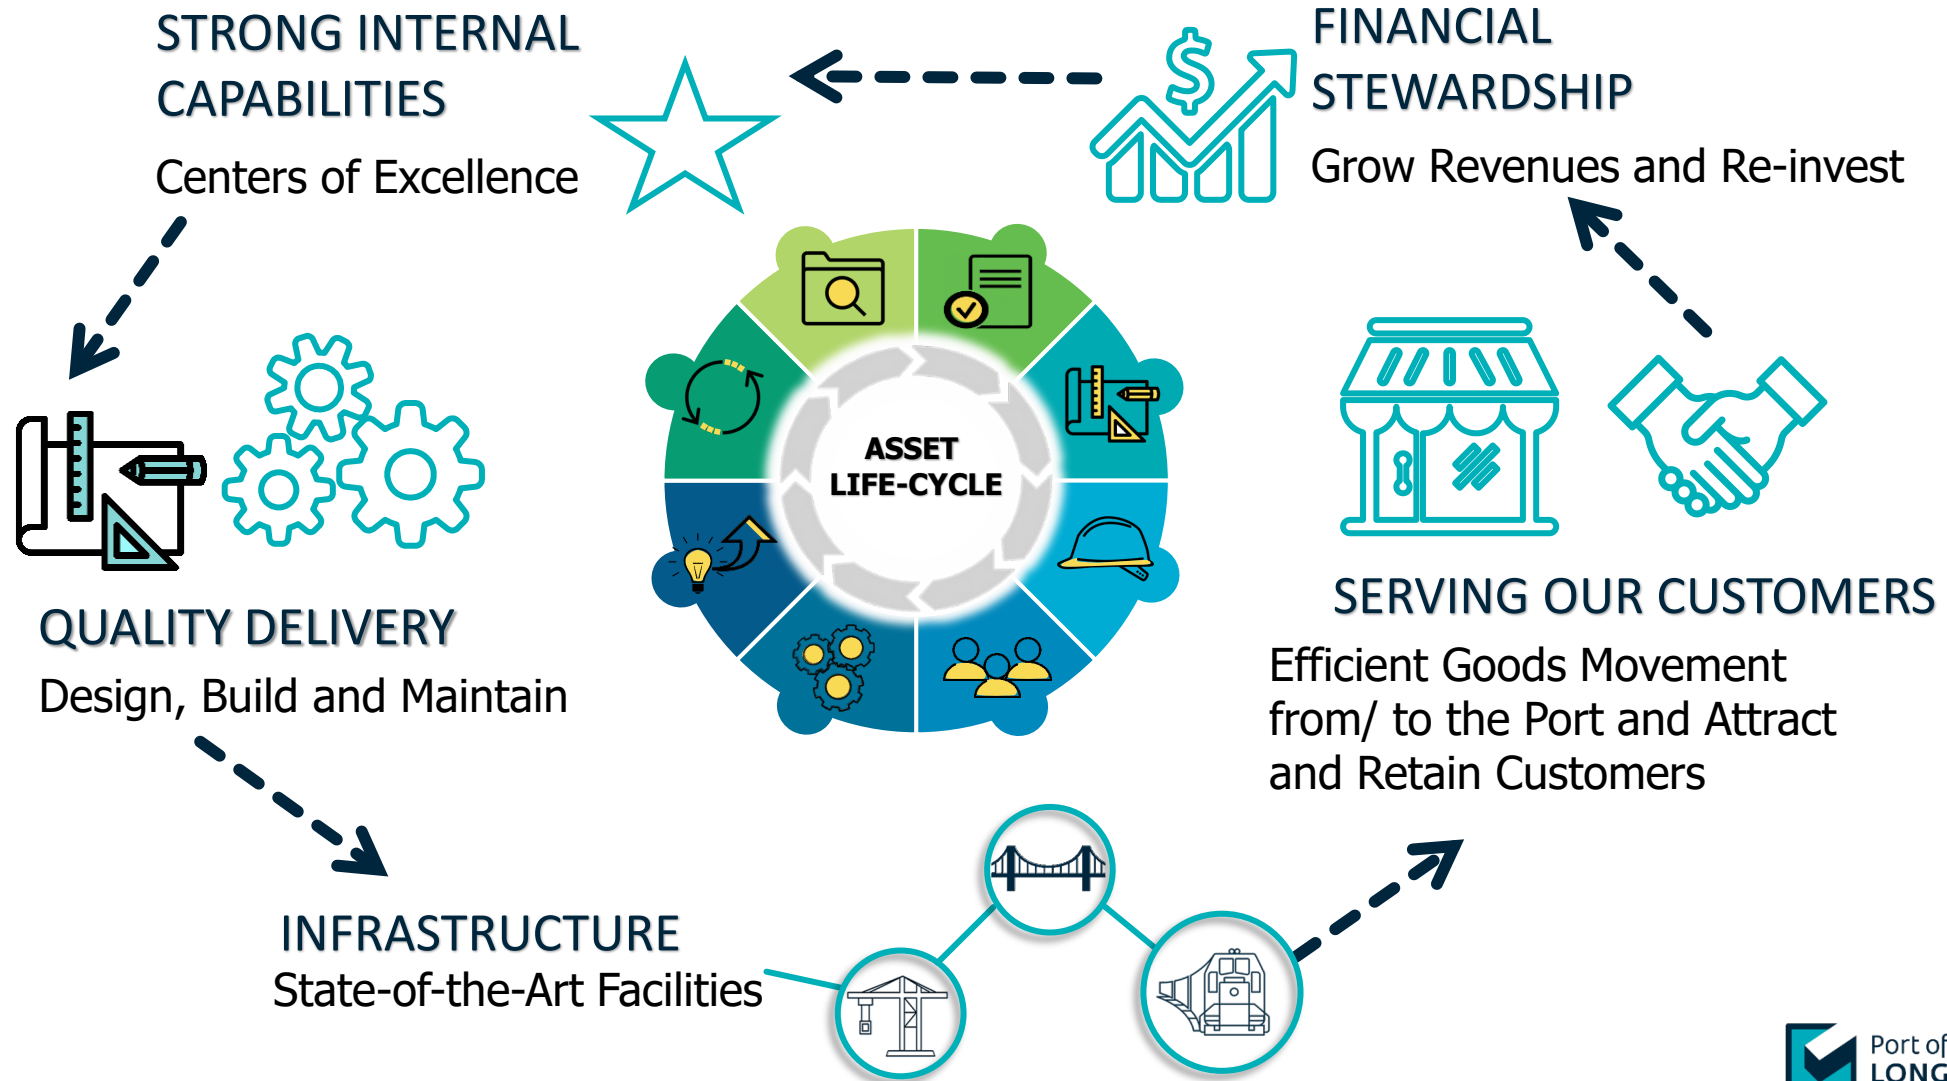 STRONG INTERNAL
CAPABILITIES
Centers of Excellence
FINANCIAL
STEWARDSHIP
Grow Revenues and Re-invest
ASSET
LIFE-CYCLE
QUALITY DELIVERY
Design, Build and Maintain
SERVING OUR CUSTOMERS
Efficient Goods Movement
from/ to the Port and Attract
and Retain Customers
INFRASTRUCTURE
State-of-the-Art Facilities
Port of
LONG